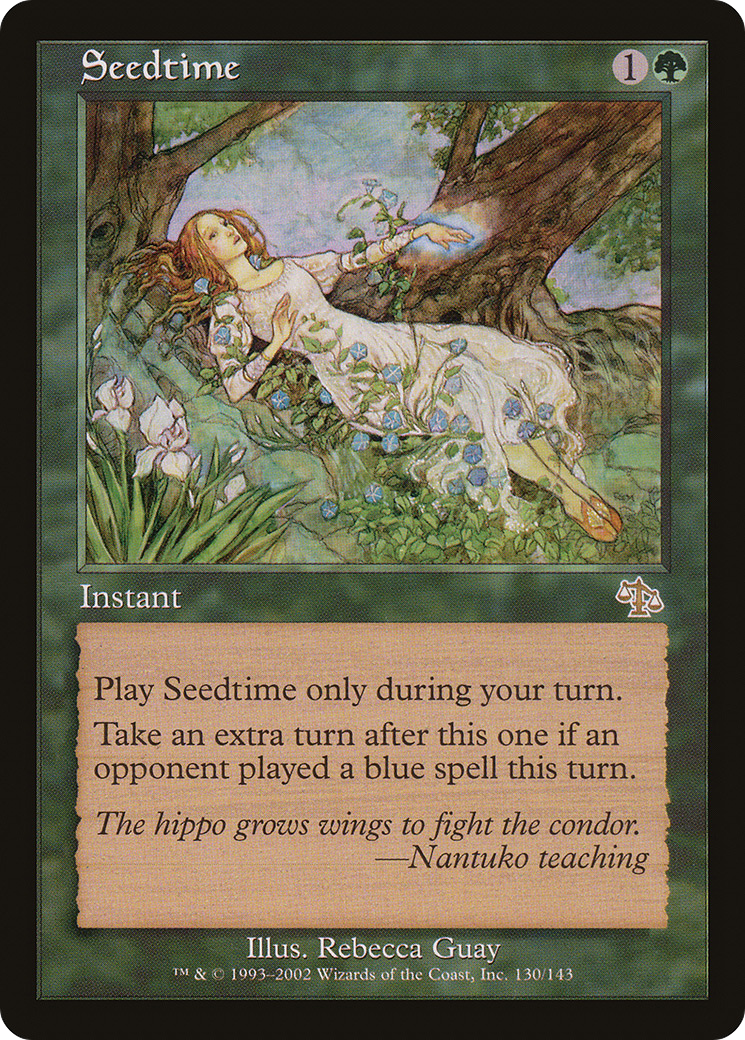 Seedtime 1
Instant
Play Seedtime only during your turn.
Take an extra turn after this one if an
opponent played a blue spell this turn.
The hippo grows wings to fight the condor.
—Nantuko teaching
Illus. Rebecca Guay
™ & © 1993–2002 Wizards of the Coast, Inc. 130/143